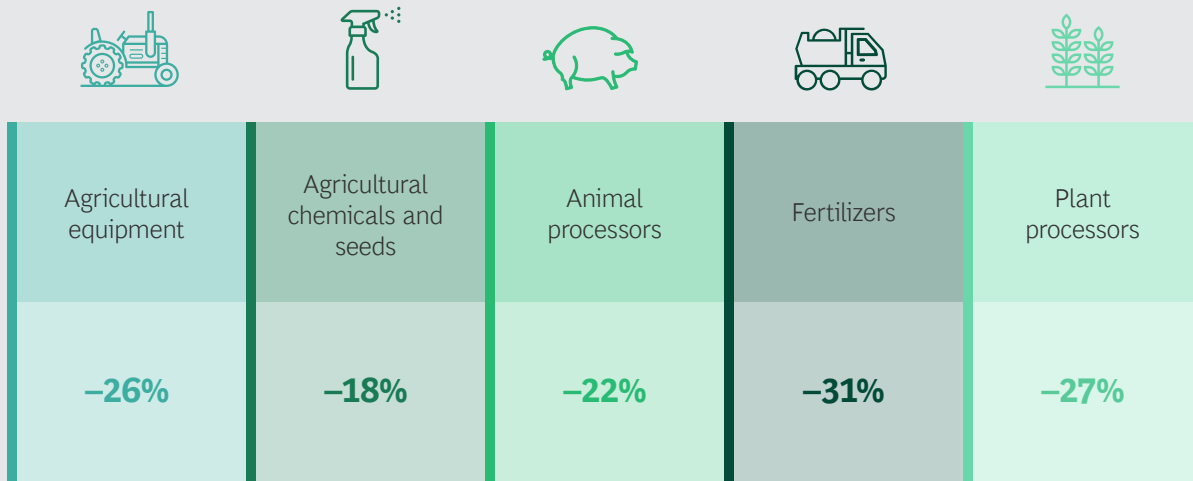 Agricultural
equipment
Agricultural
chemicals and
seeds
Animal
processors
Fertilizers
Plant
processors
–26%
–18%
–22%
–31%
–27%